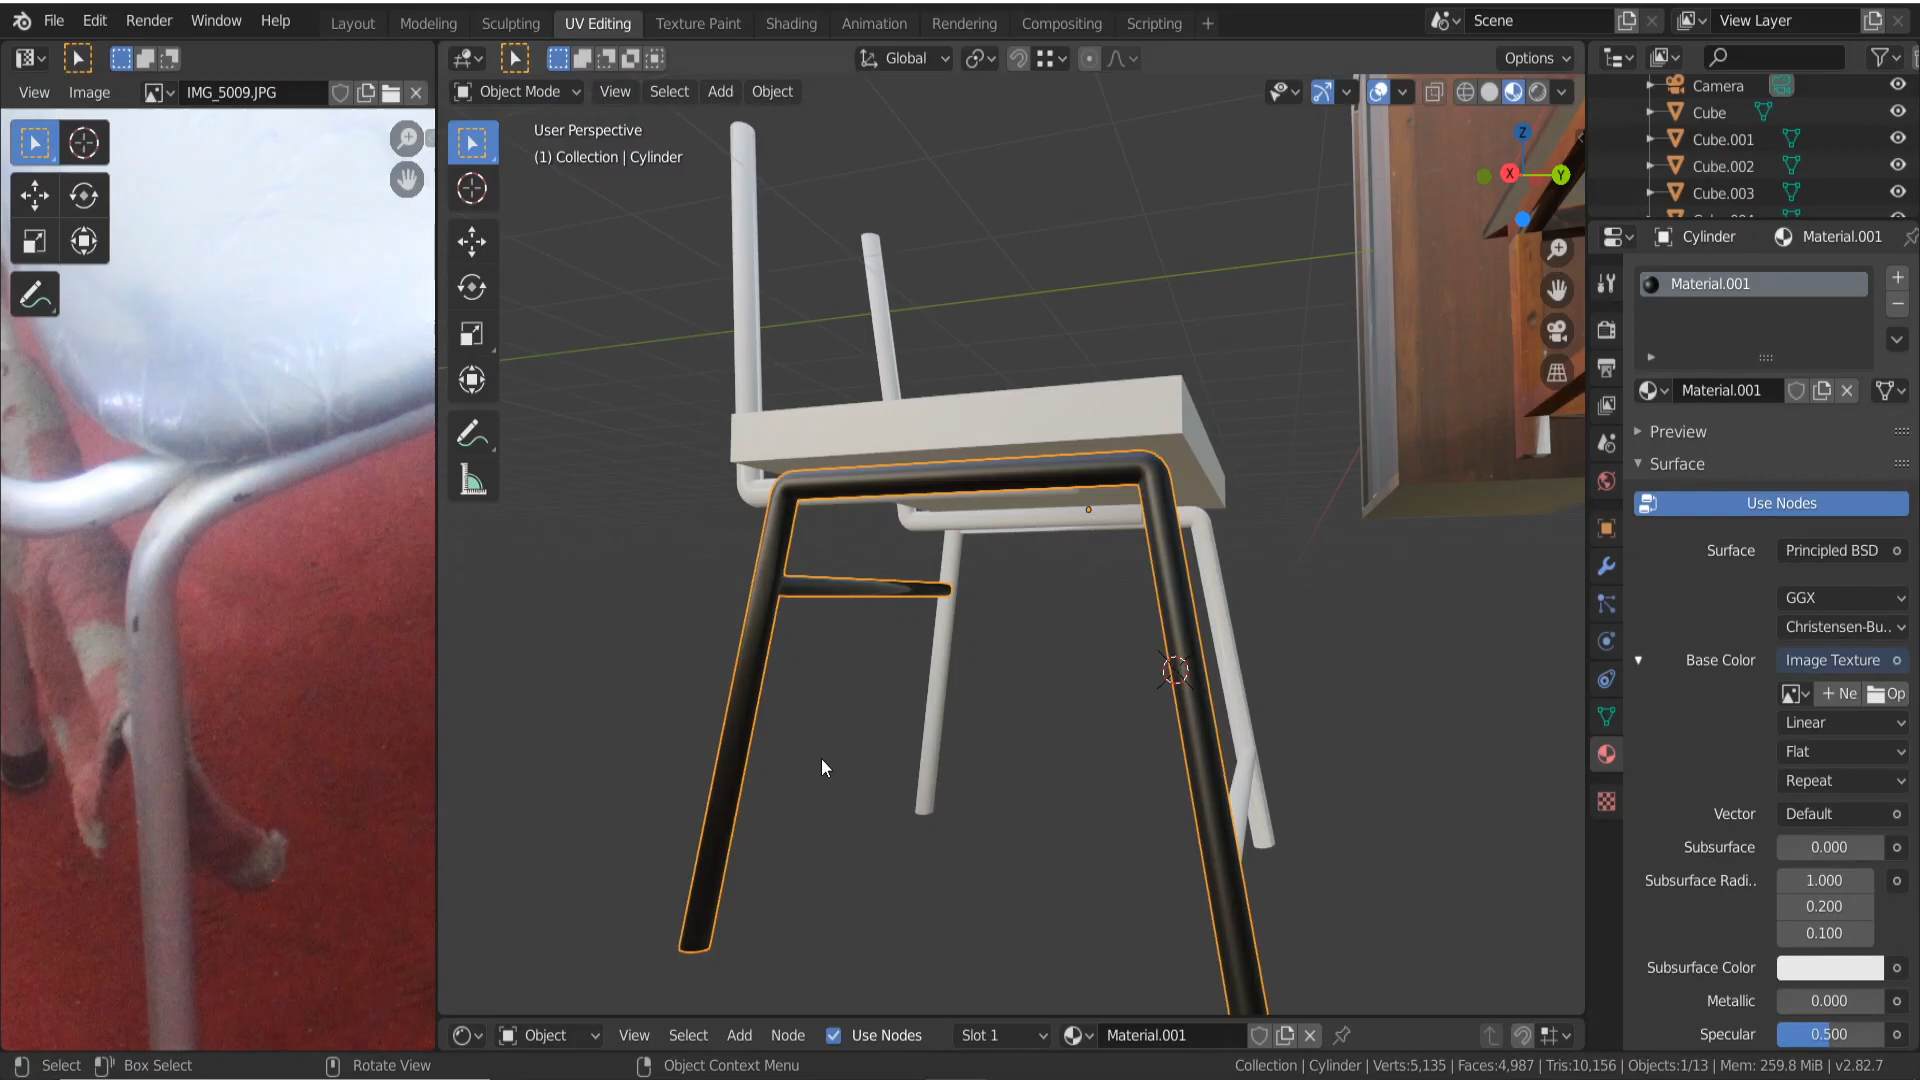 File Edit Render Window Help Layout Modeling Sculpting UV Editing Texture Paint Shading Animation Rendering Compositing Scripting + Scene View Layer
Global Options
View Image IMG_5009.JPG Object Mode View Select Add Object
User Perspective
(1) Collection | Cylinder
Z
X
Y
Camera
Cube
Cube.001
Cube.002
Cube.003
Cylinder Material.001
Material.001
Material.001
Preview
Surface
Use Nodes
Surface Principled BSD
GGX
Christensen-Bu..
Base Color Image Texture
+ Ne Op
Linear
Flat
Repeat
Vector Default
Subsurface 0.000
Subsurface Radi.. 1.000
0.200
0.100
Subsurface Color
Metallic 0.000
Specular 0.500
Object View Select Add Node Use Nodes Slot 1 Material.001
Select Box Select Rotate View Object Context Menu Collection | Cylinder | Verts:5,135 | Faces:4,987 | Tris:10,156 | Objects:1/13 | Mem: 259.8 MiB | v2.82.7